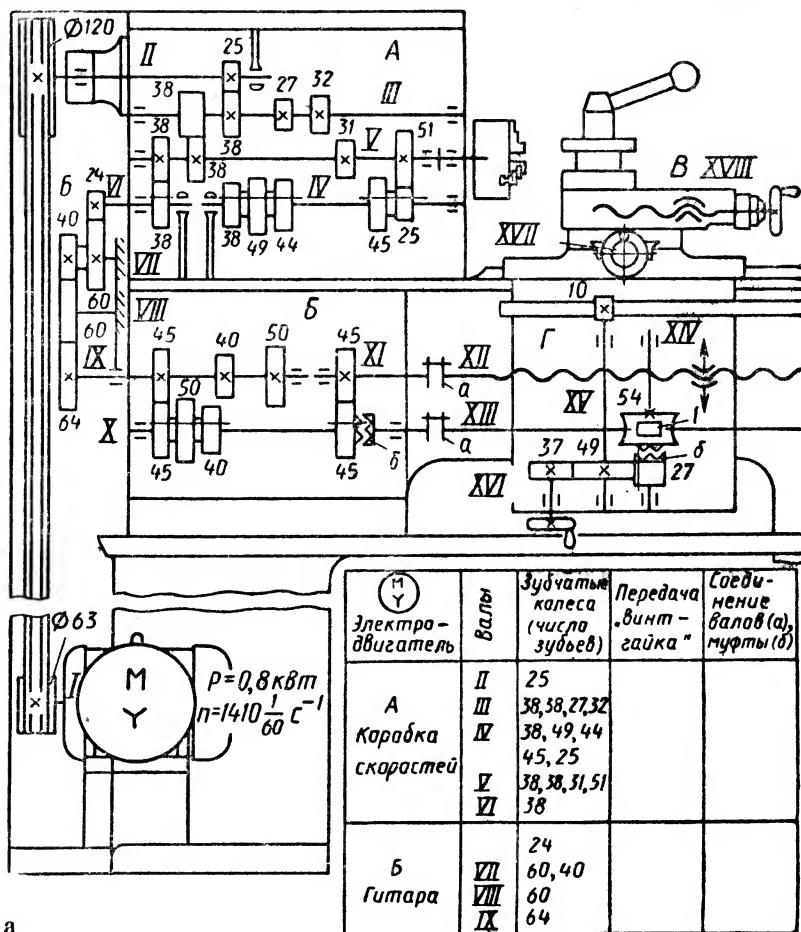 Ø120
II
25
А
38
27
32
III
38
38
38
31
V
51
Б
24
VI
IV
40
38
38
49
44
45
25
VII
60
60
VIII
Б
В
XVIII
XVII
10
Г
XIV
IX
45
40
50
45
XI
XII
а
50
64
X
45
40
45
б
XIII
а
XV
54
1
37
49
б
27
XVI
Ø63
I
М
Y
P=0,8 квт
n=1410 1/60 с⁻¹
М
Y
Электро-
двигатель
Валы
Зубчатые
колеса
(число
зубьев)
Передача
„винт-
гайка"
Соеди-
нение
валов (а),
муфты (б)
А
Коробка
скоростей
II 25
III 38,38,27,32
IV 38,49,44
45,25
V 38,38,31,51
VI 38
Б
Гитара
24
VII 60,40
VIII 60
IX 64
а